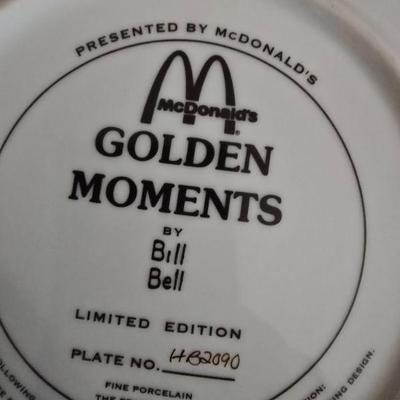 PRESENTED BY McDONALD'S
McDonald's
GOLDEN
MOMENTS
BY
Bill
Bell
LIMITED EDITION
PLATE NO. HB2090
FINE PORCELAIN